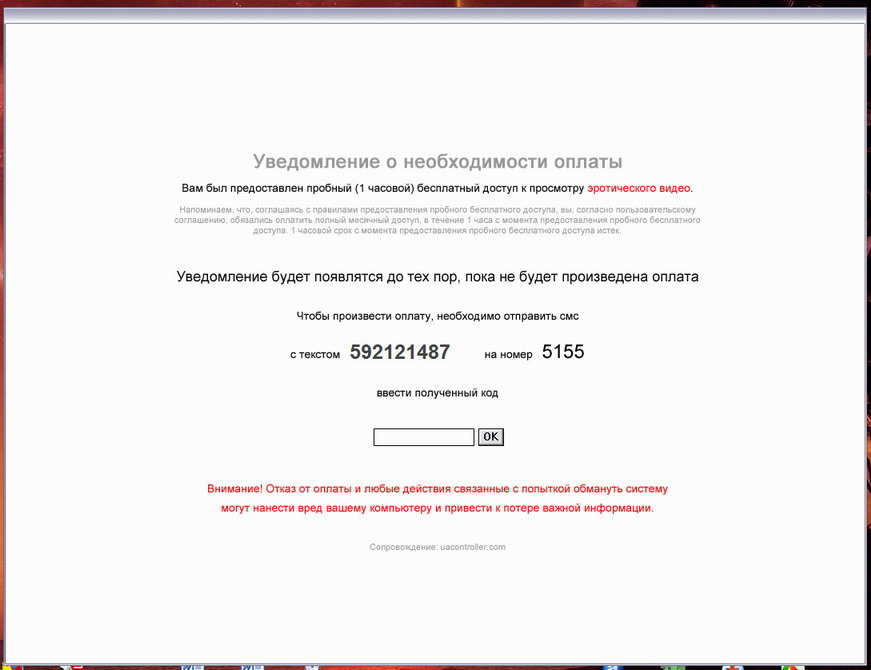 Уведомление о необходимости оплаты
Вам был предоставлен пробный (1 часовой) бесплатный доступ к просмотру эротического видео.
Напоминаем, что, соглашаясь с правилами предоставления пробного бесплатного доступа, вы, согласно пользовательскому
соглашению, обязались оплатить полный месячный доступ, в течение 1 часа с момента предоставления пробного бесплатного
доступа. 1 часовой срок с момента предоставления пробного бесплатного доступа истек.
Уведомление будет появлятся до тех пор, пока не будет произведена оплата
Чтобы произвести оплату, необходимо отправить смс
с текстом 592121487 на номер 5155
ввести полученный код
OK
Внимание! Отказ от оплаты и любые действия связанные с попыткой обмануть систему
могут нанести вред вашему компьютеру и привести к потере важной информации.
Сопровождение: uacontroller.com